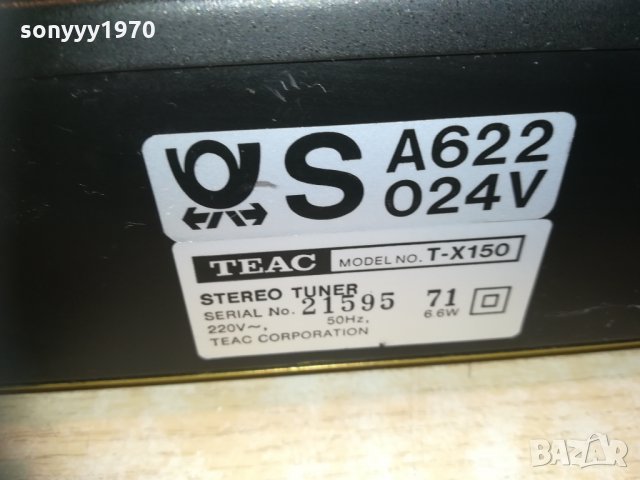 sonyyy1970
S A622
024V
TEAC MODEL NO. T-X150
STEREO TUNER
SERIAL No. 21595 71
220V~, 50Hz, 6.6W
TEAC CORPORATION
BAZAR